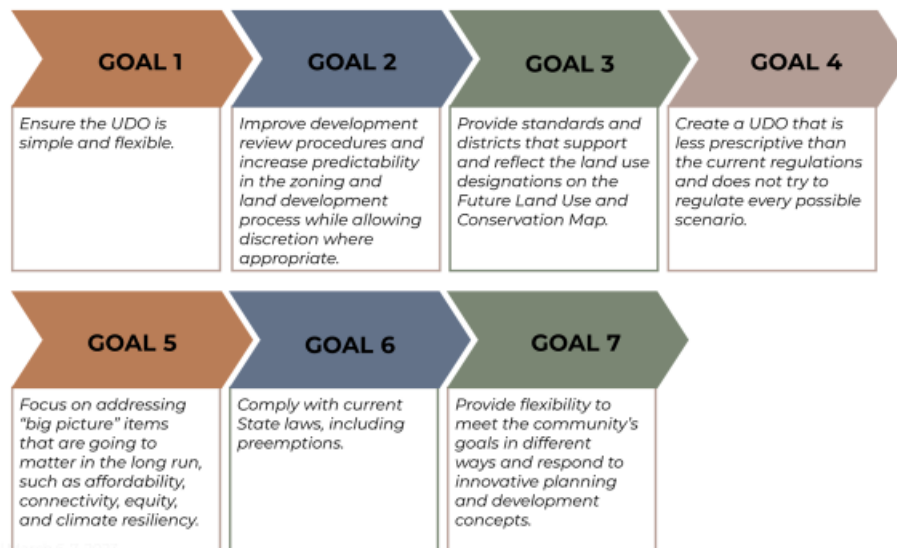 GOAL 1
Ensure the UDO is
simple and flexible.
GOAL 2
Improve development
review procedures and
increase predictability
in the zoning and
land development
process while allowing
discretion where
appropriate.
GOAL 3
Provide standards and
districts that support
and reflect the land use
designations on the
Future Land Use and
Conservation Map.
GOAL 4
Create a UDO that is
less prescriptive than
the current regulations
and does not try to
regulate every possible
scenario.
GOAL 5
Focus on addressing
“big picture” items
that are going to
matter in the long run,
such as affordability,
connectivity, equity,
and climate resiliency.
GOAL 6
Comply with current
State laws, including
preemptions.
GOAL 7
Provide flexibility to
meet the community’s
goals in different
ways and respond to
innovative planning
and development
concepts.